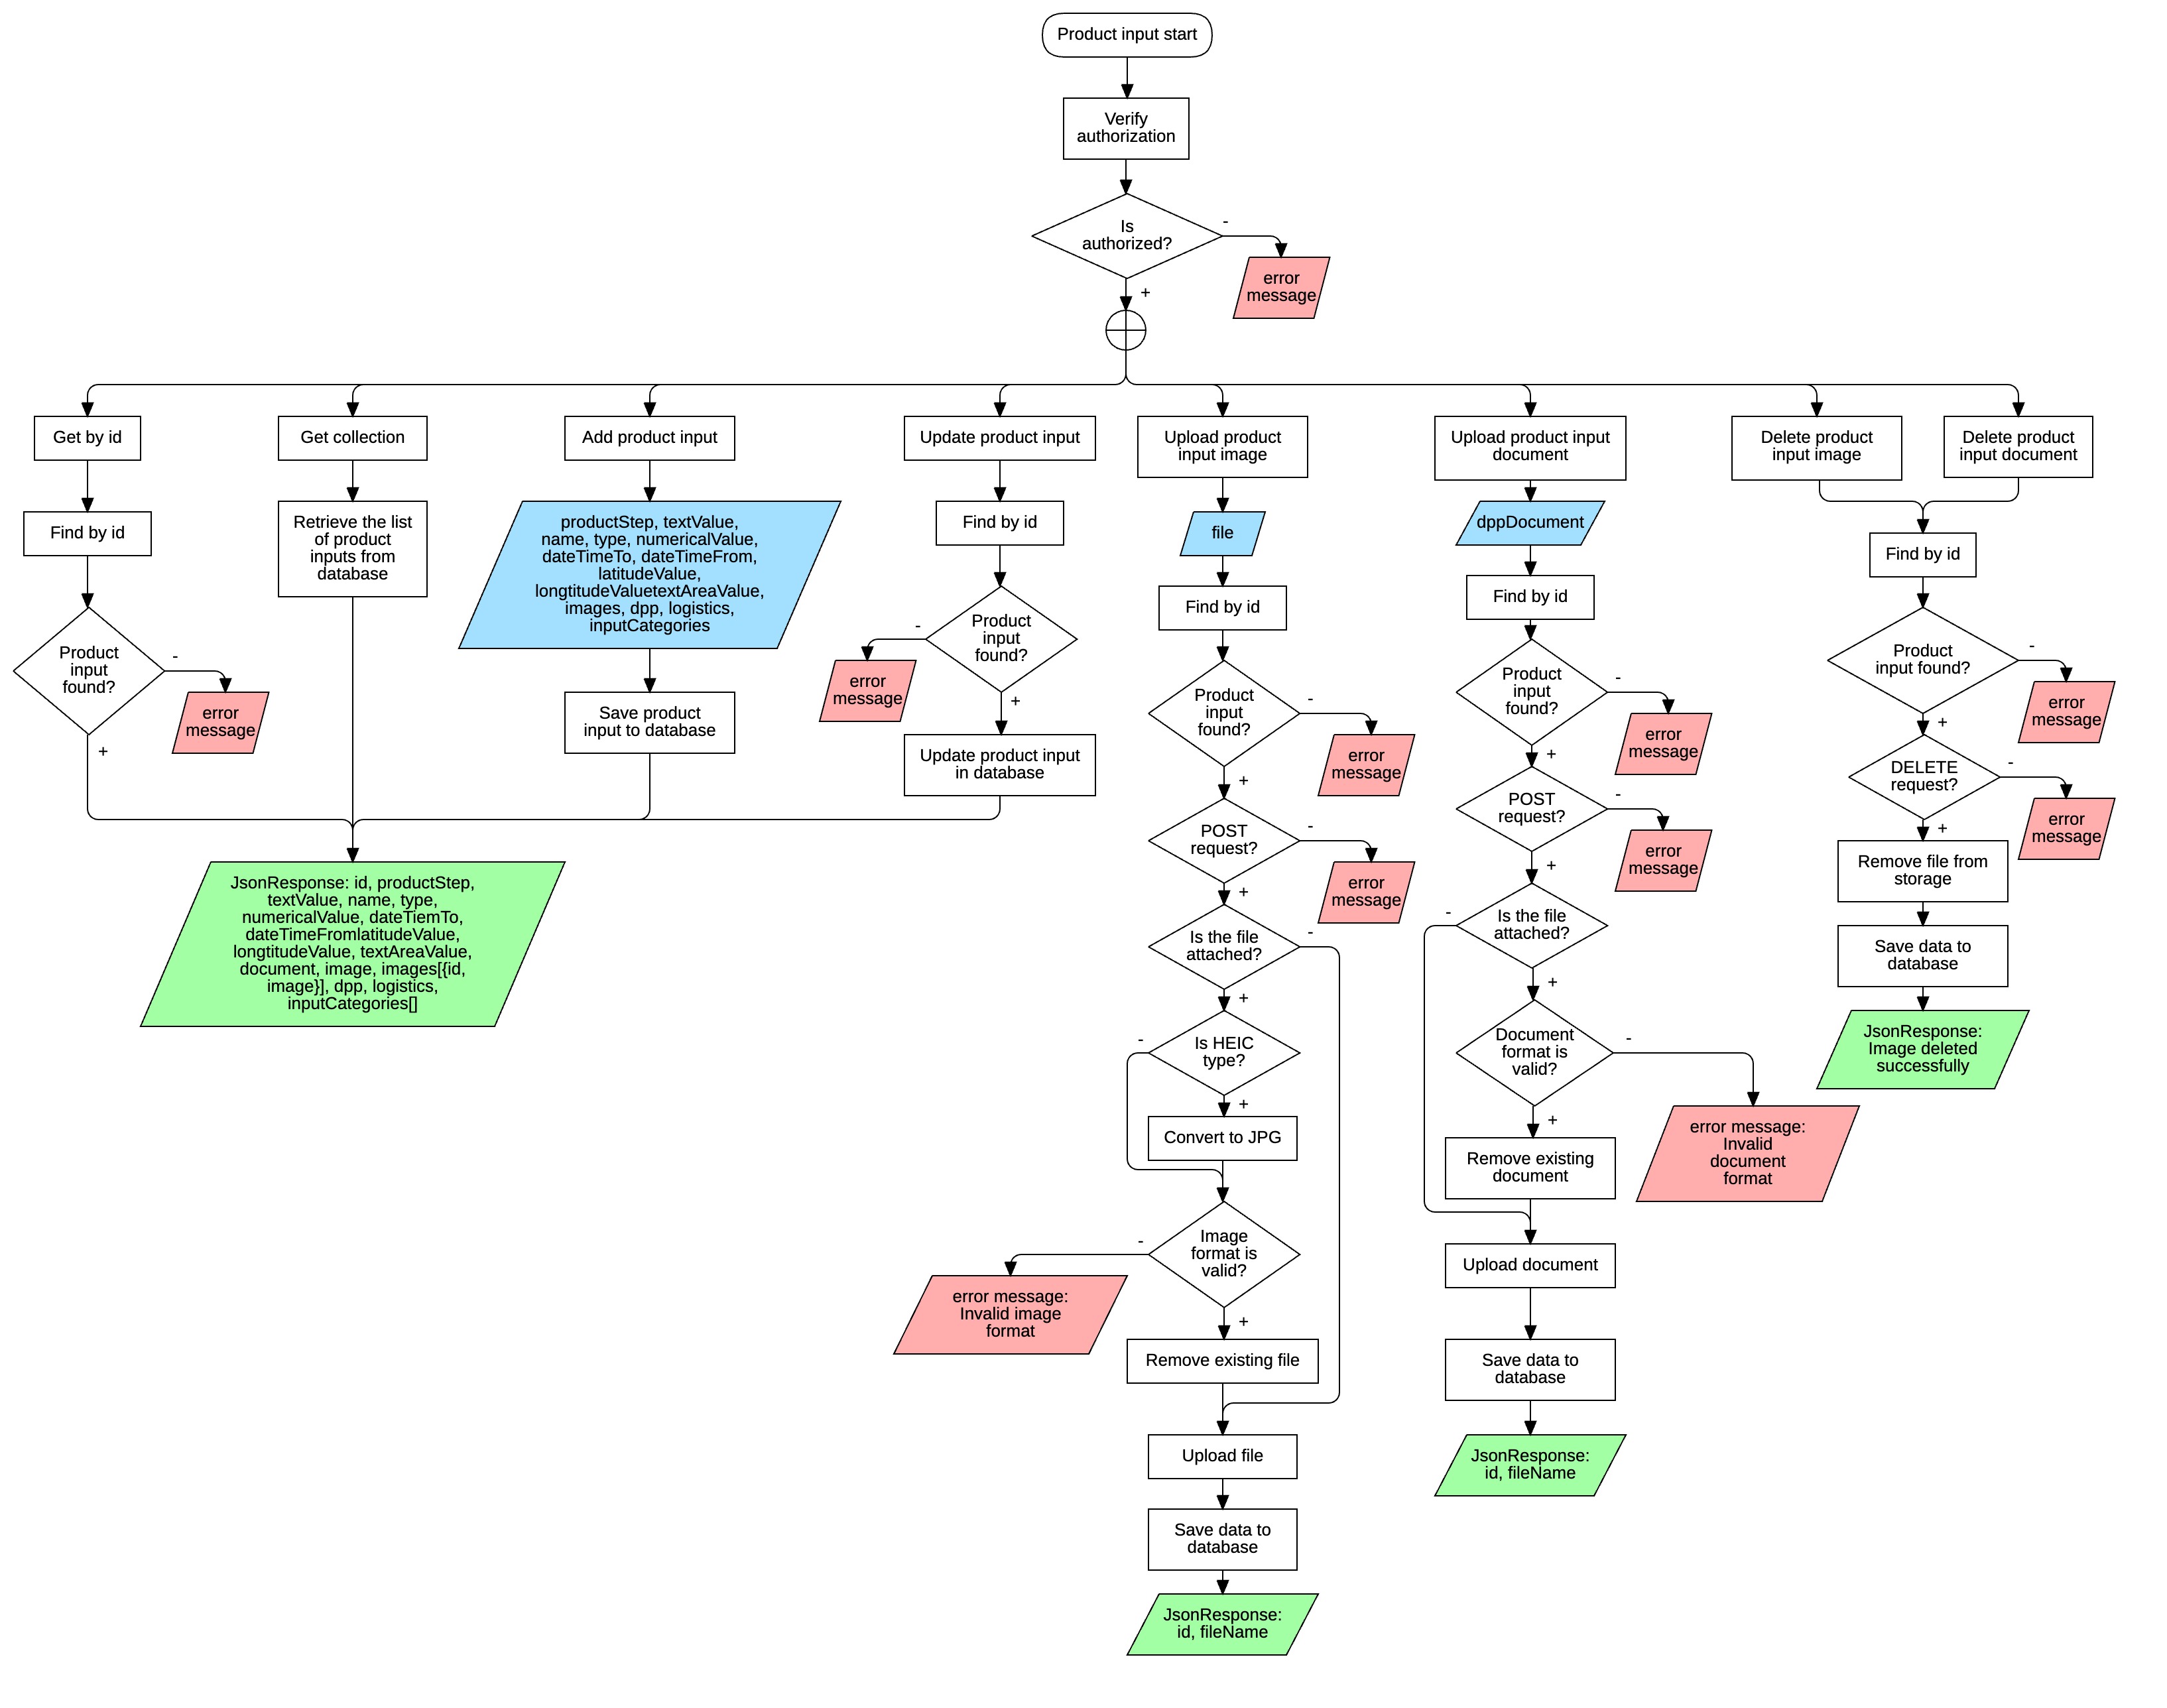 Product input start
Verify
authorization
Is
authorized?
-
error
message
+
Get by id
Get collection
Add product input
Update product input
Upload product
input image
Upload product input
document
Delete product
input image
Delete product
input document
Find by id
Product
input
found?
-
error
message
+
Retrieve the list
of product
inputs from
database
productStep, textValue,
name, type, numericalValue,
dateTimeTo, dateTimeFrom,
latitudeValue,
longtitudeValuetextAreaValue,
images, dpp, logistics,
inputCategories
Save product
input to database
Find by id
Product
input
found?
-
error
message
+
Update product input
in database
JsonResponse: id, productStep,
textValue, name, type,
numericalValue, dateTiemTo,
dateTimeFromlatitudeValue,
longtitudeValue, textAreaValue,
document, image, images[{id,
image}], dpp, logistics,
inputCategories[]
file
Find by id
Product
input
found?
-
error
message
+
POST
request?
-
error
message
+
Is the file
attached?
-
+
Is HEIC
type?
-
+
Convert to JPG
Image
format is
valid?
-
error message:
Invalid image
format
+
Remove existing file
Upload file
Save data to
database
JsonResponse:
id, fileName
dppDocument
Find by id
Product
input
found?
-
error
message
+
POST
request?
-
error
message
+
Is the file
attached?
-
+
Document
format is
valid?
-
error message:
Invalid
document
format
+
Remove existing
document
Upload document
Save data to
database
JsonResponse:
id, fileName
Find by id
Product
input found?
-
error
message
+
DELETE
request?
-
error
message
+
Remove file from
storage
Save data to
database
JsonResponse:
Image deleted
successfully